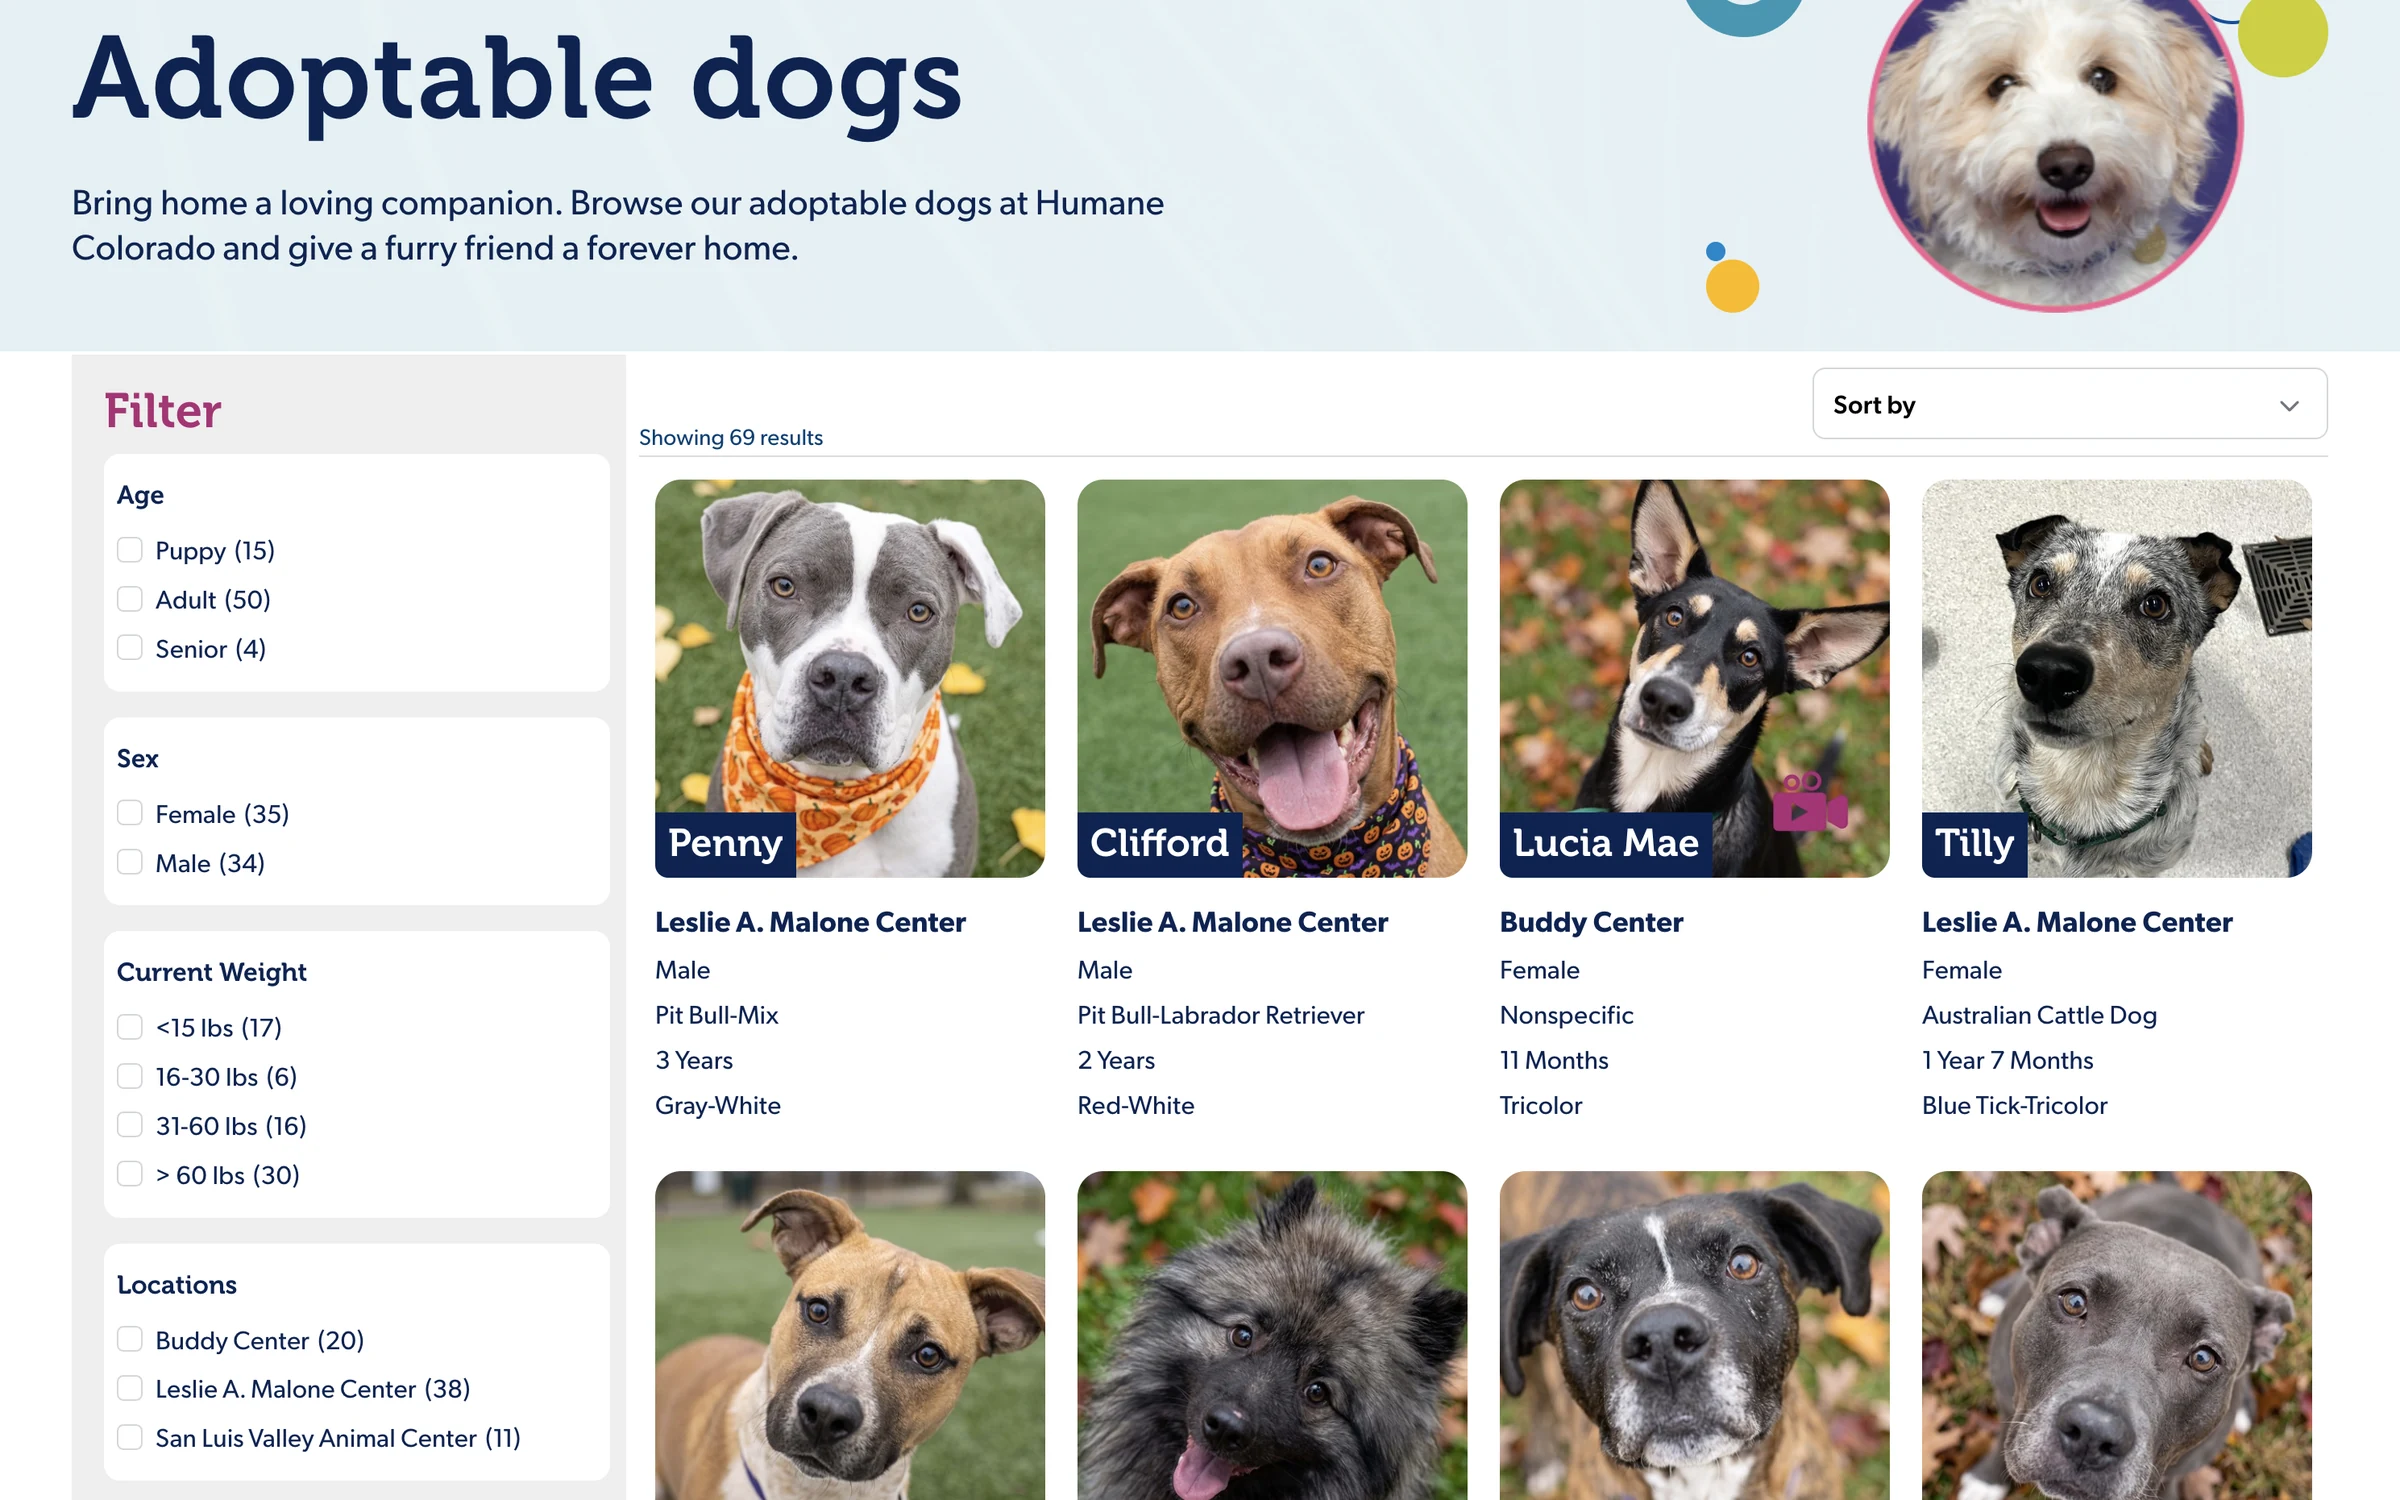 Adoptable dogs
Bring home a loving companion. Browse our adoptable dogs at Humane
Colorado and give a furry friend a forever home.
Filter
Age
Puppy (15)
Adult (50)
Senior (4)
Sex
Female (35)
Male (34)
Current Weight
<15 lbs (17)
16-30 lbs (6)
31-60 lbs (16)
> 60 lbs (30)
Locations
Buddy Center (20)
Leslie A. Malone Center (38)
San Luis Valley Animal Center (11)
Sort by
Showing 69 results
Penny
Leslie A. Malone Center
Male
Pit Bull-Mix
3 Years
Gray-White
Clifford
Leslie A. Malone Center
Male
Pit Bull-Labrador Retriever
2 Years
Red-White
Lucia Mae
Buddy Center
Female
Nonspecific
11 Months
Tricolor
Tilly
Leslie A. Malone Center
Female
Australian Cattle Dog
1 Year 7 Months
Blue Tick-Tricolor